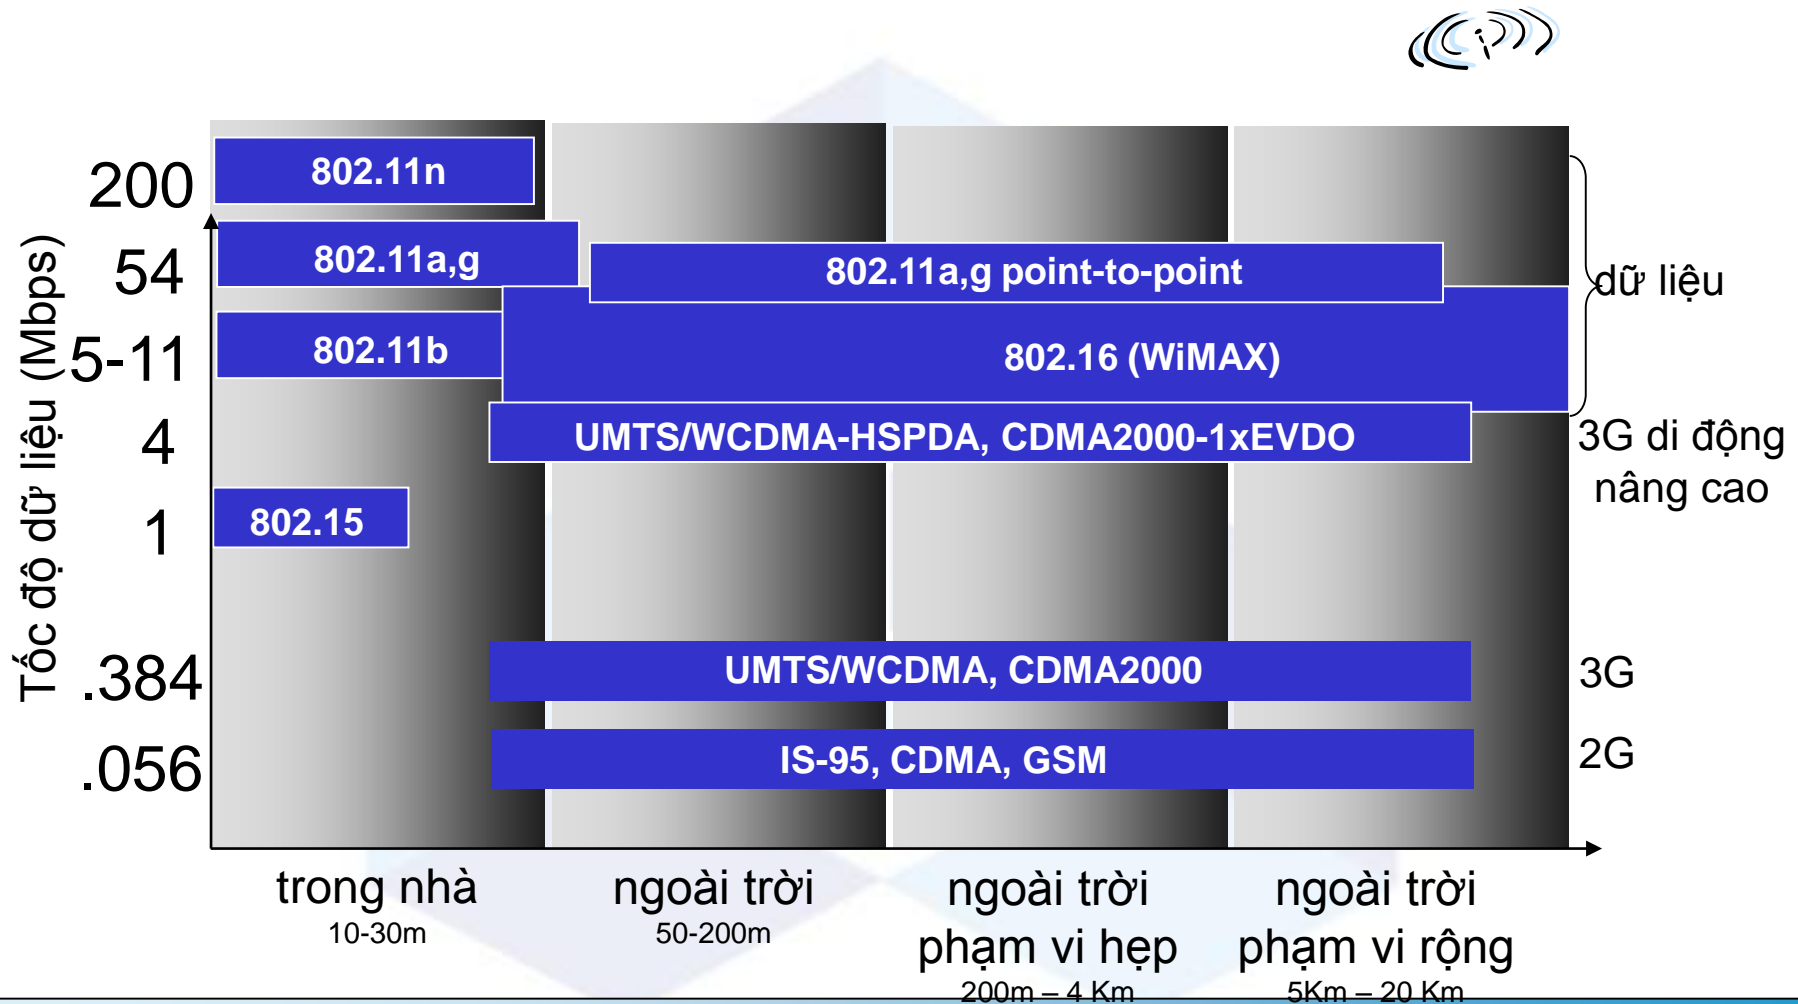 Tốc độ dữ liệu (Mbps)
200
54
5-11
4
1
.384
.056
802.11n
802.11a,g
802.11a,g point-to-point
802.11b
802.16 (WiMAX)
UMTS/WCDMA-HSPDA, CDMA2000-1xEVDO
802.15
UMTS/WCDMA, CDMA2000
IS-95, CDMA, GSM
dữ liệu
3G di động
nâng cao
3G
2G
trong nhà
10-30m
ngoài trời
50-200m
ngoài trời
phạm vi hẹp
200m – 4 Km
ngoài trời
phạm vi rộng
5Km – 20 Km